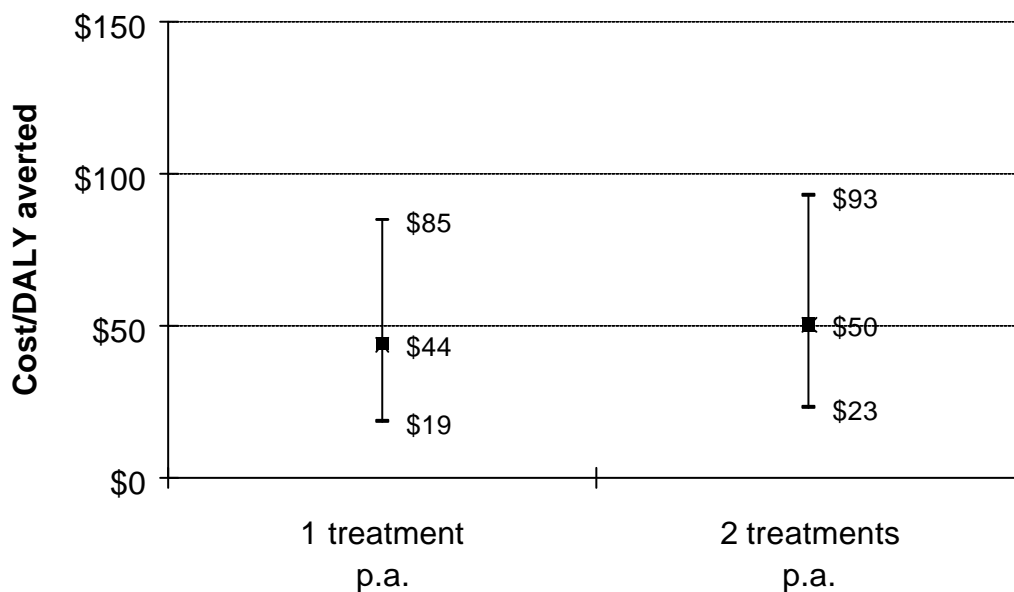 Cost/DALY averted
$150
$100
$50
$0
$85
$44
$19
$93
$50
$23
1 treatment
p.a.
2 treatments
p.a.